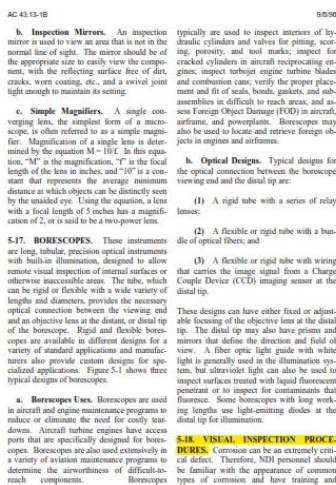 AC 43.13-1B
9/8/98
b. Inspection Mirrors. An inspection
mirror is used to view an area that is not in the
normal line of sight. The mirror should be of
the appropriate size to easily view the compo-
nent, with the reflecting surface free of dirt,
cracks, worn coating, etc., and a swivel joint
tight enough to maintain its setting.
c. Simple Magnifiers. A single con-
verging lens, the simplest form of a micro-
scope, is often referred to as a simple magni-
fier. Magnification of a single lens is deter-
mined by the equation M = 10/f. In this equa-
tion, "M" is the magnification, "f" is the focal
length of the lens in inches, and "10" is a con-
stant that represents the average minimum
distance at which objects can be distinctly seen
by the unaided eye. Using the equation, a lens
with a focal length of 5 inches has a magnifi-
cation of 2, or is said to be a two-power lens.
5-17. BORESCOPES. These instruments
are long, tubular, precision optical instruments
with built-in illumination, designed to allow
remote visual inspection of internal surfaces or
otherwise inaccessible areas. The tube, which
can be rigid or flexible with a wide variety of
lengths and diameters, provides the necessary
optical connection between the viewing end
and an objective lens at the distant, or distal tip
of the borescope. Rigid and flexible bores-
copes are available in different designs for a
variety of standard applications and manufac-
turers also provide custom designs for spe-
cialized applications. Figure 5-1 shows three
typical designs of borescopes.
a. Borescopes Uses. Borescopes are used
in aircraft and engine maintenance programs to
reduce or eliminate the need for costly tear-
downs. Aircraft turbine engines have access
ports that are specifically designed for bores-
copes. Borescopes are also used extensively in
a variety of aviation maintenance programs to
determine the airworthiness of difficult-to-
reach components. Borescopes
typically are used to inspect interiors of hy-
draulic cylinders and valves for pitting, scor-
ing, porosity, and tool marks; inspect for
cracked cylinders in aircraft reciprocating en-
gines; inspect turbojet engine turbine blades
and combustion cans; verify the proper place-
ment and fit of seals, bonds, gaskets, and sub-
assemblies in difficult to reach areas; and as-
sess Foreign Object Damage (FOD) in aircraft,
airframe, and powerplants. Borescopes may
also be used to locate and retrieve foreign ob-
jects in engines and airframes.
b. Optical Designs. Typical designs for
the optical connection between the borescope
viewing end and the distal tip are:
(1) A rigid tube with a series of relay
lenses;
(2) A flexible or rigid tube with a bun-
dle of optical fibers; and
(3) A flexible or rigid tube with wiring
that carries the image signal from a Charge
Couple Device (CCD) imaging sensor at the
distal tip.
These designs can have either fixed or adjust-
able focusing of the objective lens at the distal
tip. The distal tip may also have prisms and
mirrors that define the direction and field of
view. A fiber optic light guide with white
light is generally used in the illumination sys-
tem, but ultraviolet light can also be used to
inspect surfaces treated with liquid fluorescent
penetrant or to inspect for contaminants that
fluoresce. Some borescopes with long work-
ing lengths use light-emitting diodes at the
distal tip for illumination.
5-18. VISUAL INSPECTION PROCE-
DURES. Corrosion can be an extremely criti-
cal defect. Therefore, NDI personnel should
be familiar with the appearance of common
types of corrosion and have training and